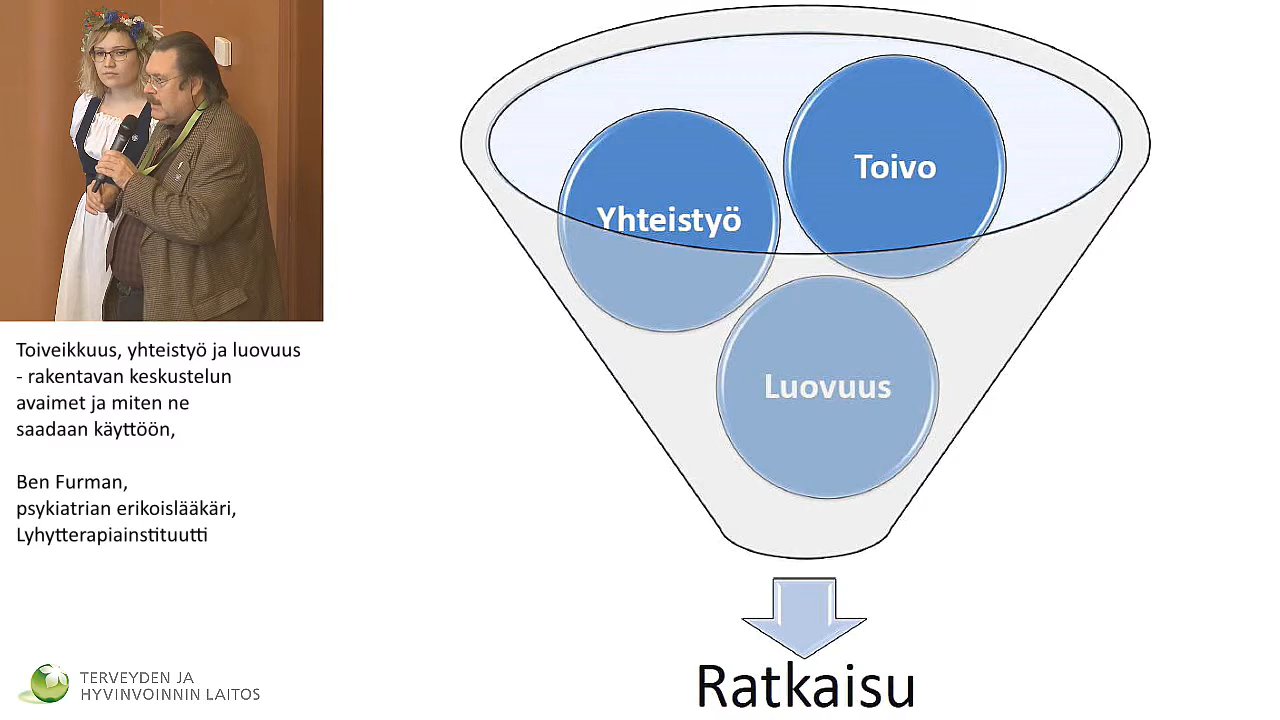 Toiveikkuus, yhteistyö ja luovuus
- rakentavan keskustelun
avaimet ja miten ne
saadaan käyttöön,
Ben Furman,
psykiatrian erikoislääkäri,
Lyhytterapiainstituutti
TERVEYDEN JA
HYVINVOINNIN LAITOS
Toivo
Yhteistyö
Luovuus
Ratkaisu